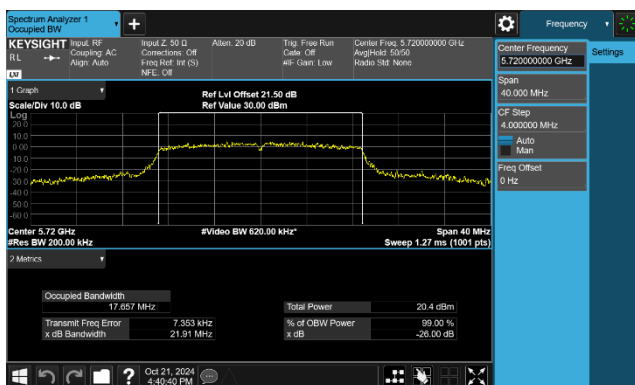 Spectrum Analyzer 1
Occupied BW
+
Frequency
KEYSIGHT
Input: RF
Coupling: AC
Align: Auto
Input Z: 50 Ω
Corrections: Off
Freq Ref: Int (S)
NFE: Off
Atten: 20 dB
Trig: Free Run
Gate: Off
#IF Gain: Low
Center Freq: 5.720000000 GHz
Avg|Hold: 50/50
Radio Std: None
RL
LXI
Center Frequency
5.720000000 GHz
Settings
Span
40.000 MHz
CF Step
4.000000 MHz
Auto
Man
Freq Offset
0 Hz
1 Graph
Scale/Div 10.0 dB
Ref Lvl Offset 21.50 dB
Ref Value 30.00 dBm
Log
20.0
10.0
0.00
-10.0
-20.0
-30.0
-40.0
-50.0
-60.0
Center 5.72 GHz
#Video BW 620.00 kHz*
Span 40 MHz
#Res BW 200.00 kHz
Sweep 1.27 ms (1001 pts)
2 Metrics
Occupied Bandwidth
17.657 MHz
Total Power 20.4 dBm
Transmit Freq Error 7.353 kHz
% of OBW Power 99.00 %
x dB Bandwidth 21.91 MHz
x dB -26.00 dB
?
Oct 21, 2024
4:40:40 PM